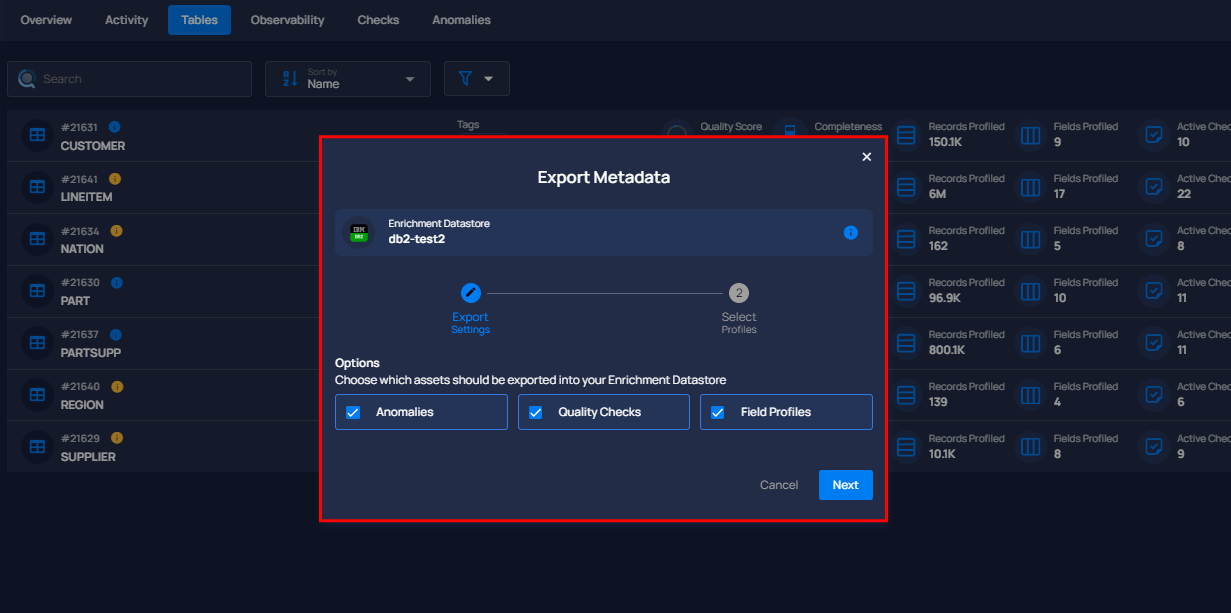 Overview Activity Tables Observability Checks Anomalies
Search
Sort by
Name
Tags Quality Score Completeness
#21631
CUSTOMER
Records Profiled
150.1K
Fields Profiled
9
Active Chec
10
#21641
LINEITEM
Records Profiled
6M
Fields Profiled
17
Active Chec
22
#21634
NATION
Records Profiled
162
Fields Profiled
5
Active Chec
8
#21630
PART
Records Profiled
96.9K
Fields Profiled
10
Active Chec
11
#21637
PARTSUPP
Records Profiled
800.1K
Fields Profiled
6
Active Chec
11
#21640
REGION
Records Profiled
139
Fields Profiled
4
Active Chec
6
#21629
SUPPLIER
Records Profiled
10.1K
Fields Profiled
8
Active Chec
9
Export Metadata
IBM
DB2
Enrichment Datastore
db2-test2
Export
Settings
2
Select
Profiles
Options
Choose which assets should be exported into your Enrichment Datastore
Anomalies Quality Checks Field Profiles
Cancel Next